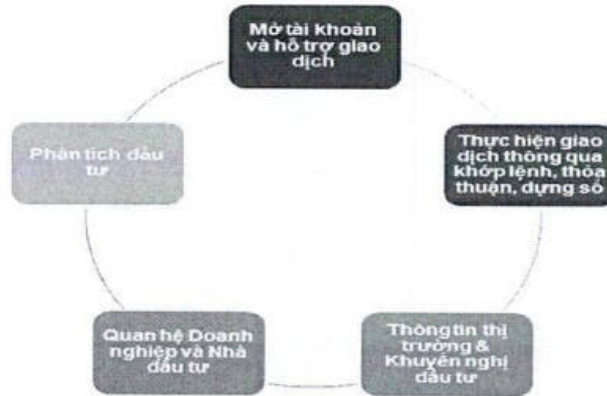 Mở tài khoản
và hỗ trợ giao
dịch
Thực hiện giao
dịch thông qua
khớp lệnh, thỏa
thuận, dựng sổ
Thông tin thị
trường &
Khuyến nghị
đầu tư
Quan hệ Doanh
nghiệp và Nhà
đầu tư
Phân tích đầu
tư